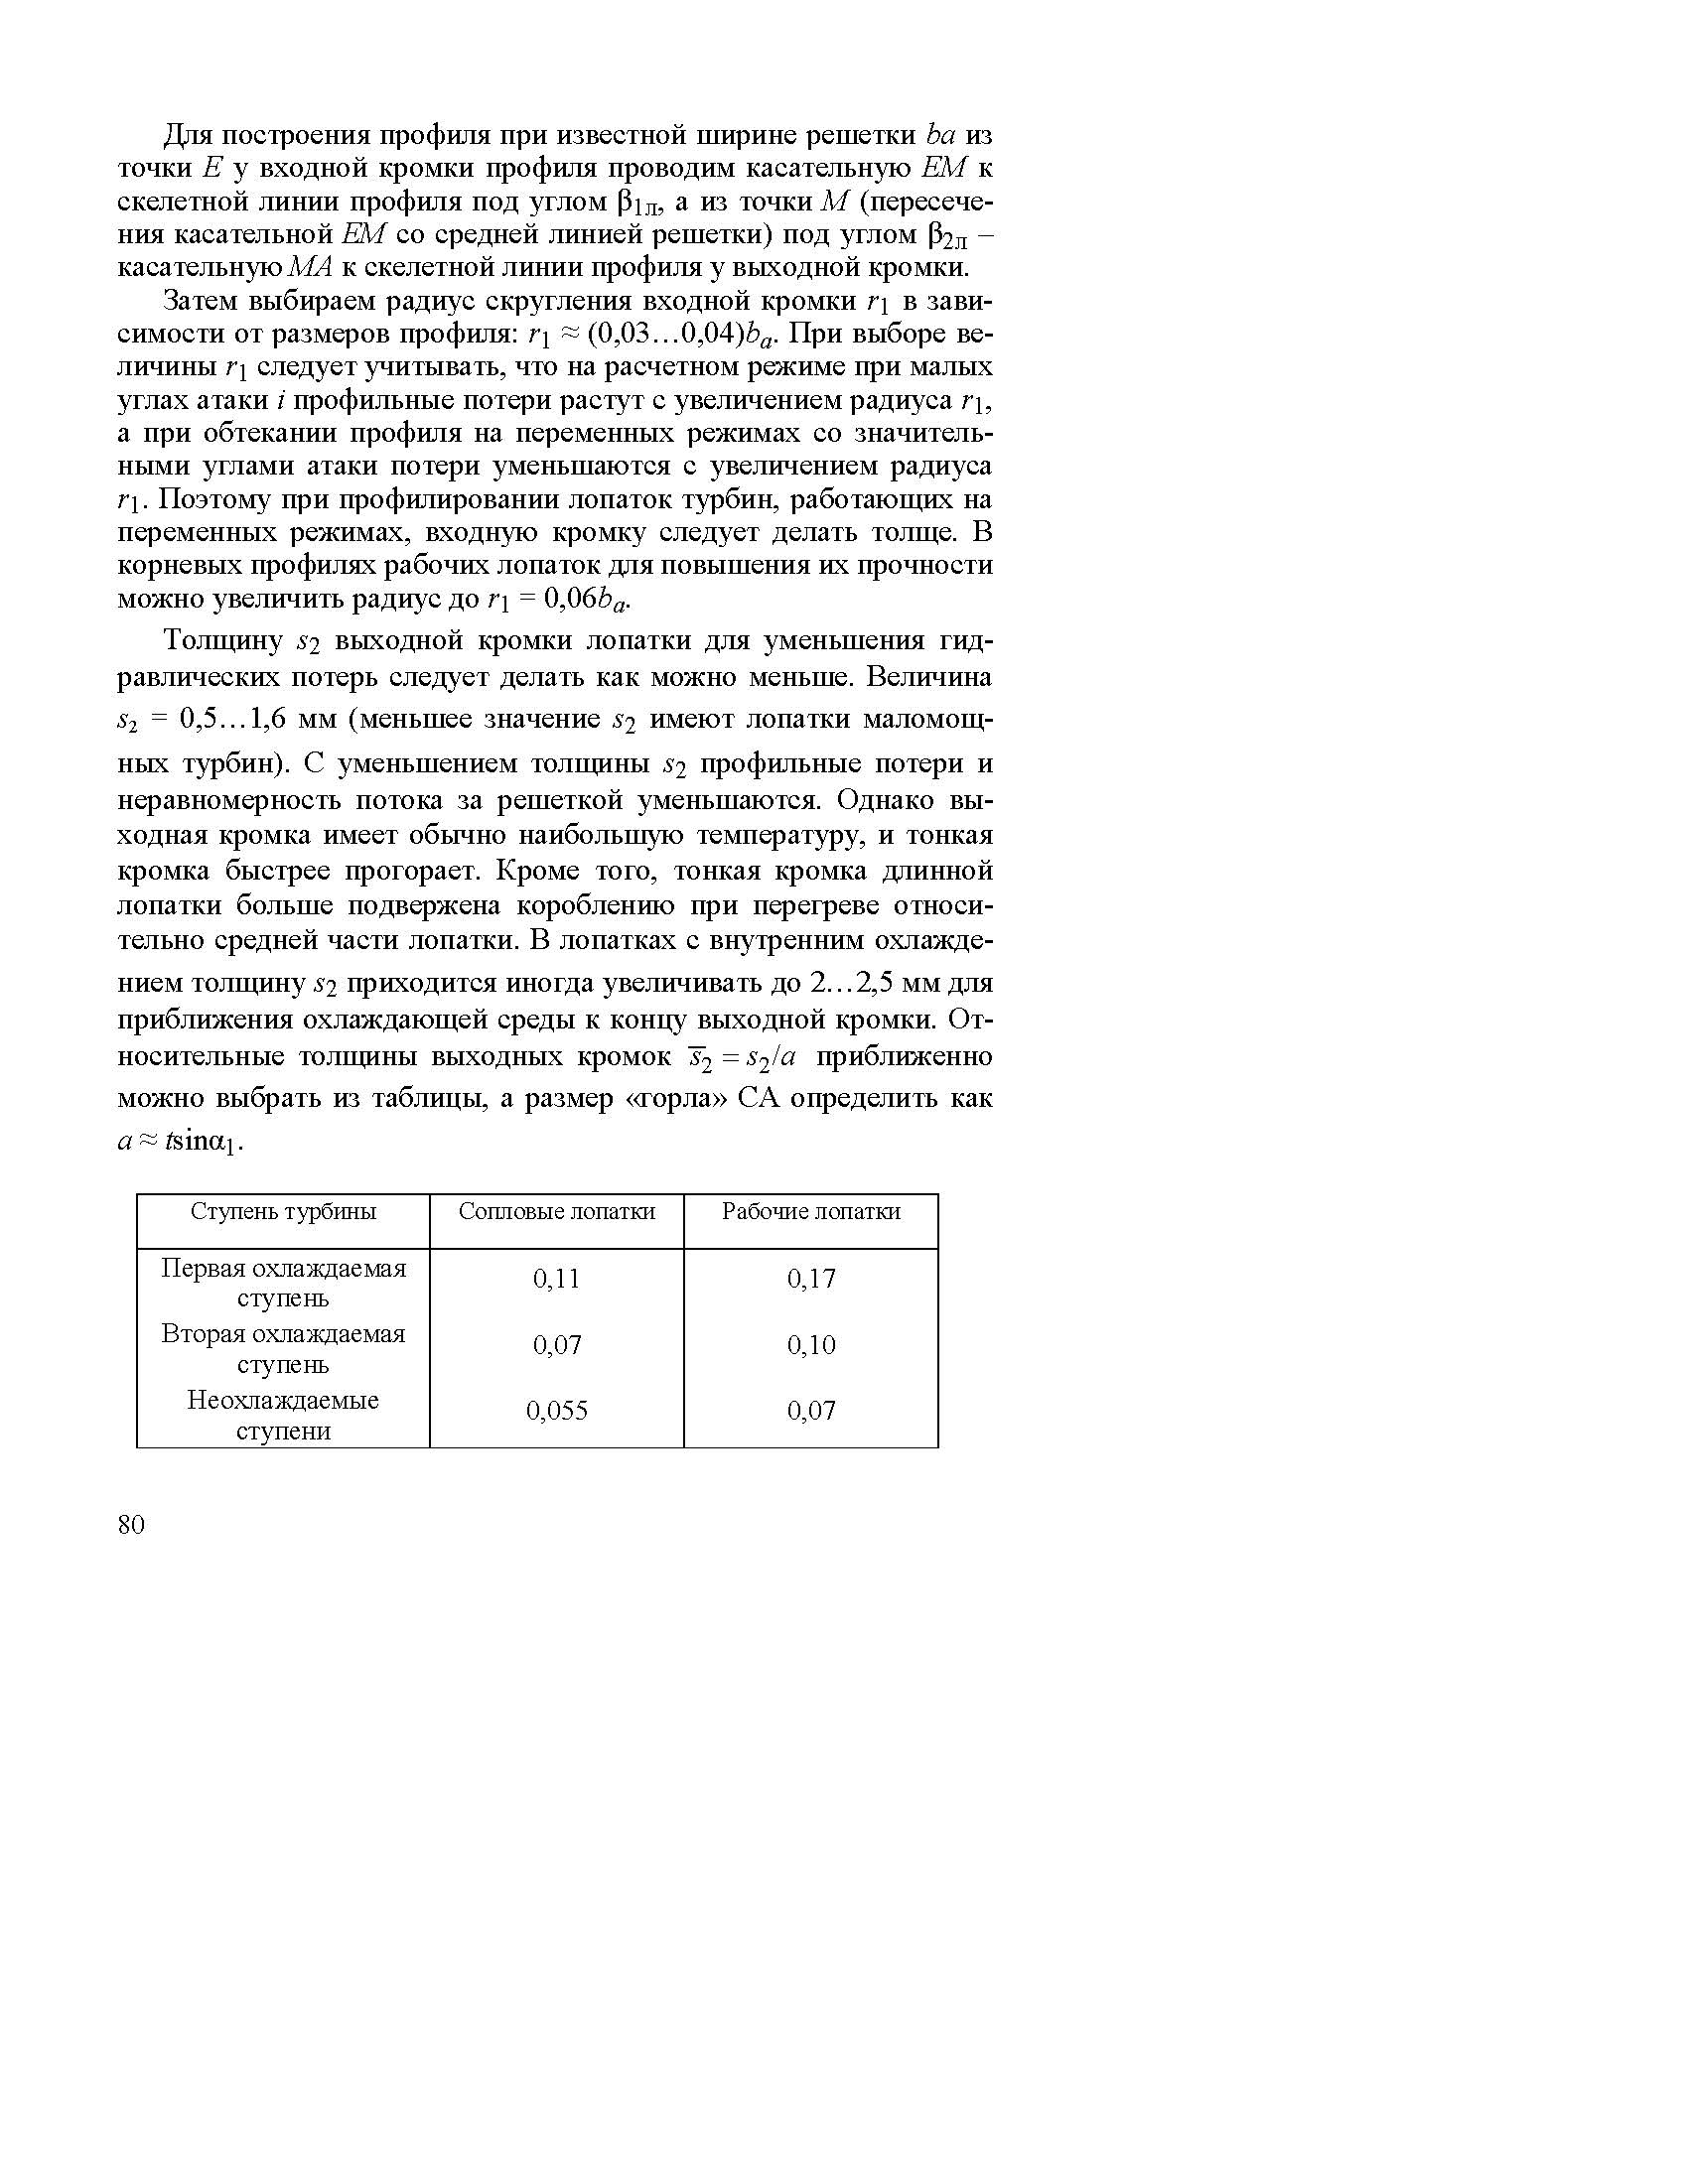 Для построения профиля при известной ширине решетки ba из
точки E у входной кромки профиля проводим касательную EM к
скелетной линии профиля под углом β₁л, а из точки M (пересече-
ния касательной EM со средней линией решетки) под углом β₂л –
касательную MA к скелетной линии профиля у выходной кромки.
Затем выбираем радиус скругления входной кромки r₁ в зави-
симости от размеров профиля: r₁ ≈ (0,03…0,04)bₐ. При выборе ве-
личины r₁ следует учитывать, что на расчетном режиме при малых
углах атаки i профильные потери растут с увеличением радиуса r₁,
а при обтекании профиля на переменных режимах со значитель-
ными углами атаки потери уменьшаются с увеличением радиуса
r₁. Поэтому при профилировании лопаток турбин, работающих на
переменных режимах, входную кромку следует делать толще. В
корневых профилях рабочих лопаток для повышения их прочности
можно увеличить радиус до r₁ = 0,06bₐ.
Толщину s₂ выходной кромки лопатки для уменьшения гид-
равлических потерь следует делать как можно меньше. Величина
s₂ = 0,5…1,6 мм (меньшее значение s₂ имеют лопатки маломощ-
ных турбин). С уменьшением толщины s₂ профильные потери и
неравномерность потока за решеткой уменьшаются. Однако вы-
ходная кромка имеет обычно наибольшую температуру, и тонкая
кромка быстрее прогорает. Кроме того, тонкая кромка длинной
лопатки больше подвержена короблению при перегреве относи-
тельно средней части лопатки. В лопатках с внутренним охлажде-
нием толщину s₂ приходится иногда увеличивать до 2…2,5 мм для
приближения охлаждающей среды к концу выходной кромки. От-
носительные толщины выходных кромок s̅₂ = s₂/a приближенно
можно выбрать из таблицы, а размер «горла» СА определить как
a ≈ tsinα₁.
Ступень турбины Сопловые лопатки Рабочие лопатки
Первая охлаждаемая
ступень 0,11 0,17
Вторая охлаждаемая
ступень 0,07 0,10
Неохлаждаемые
ступени 0,055 0,07
80